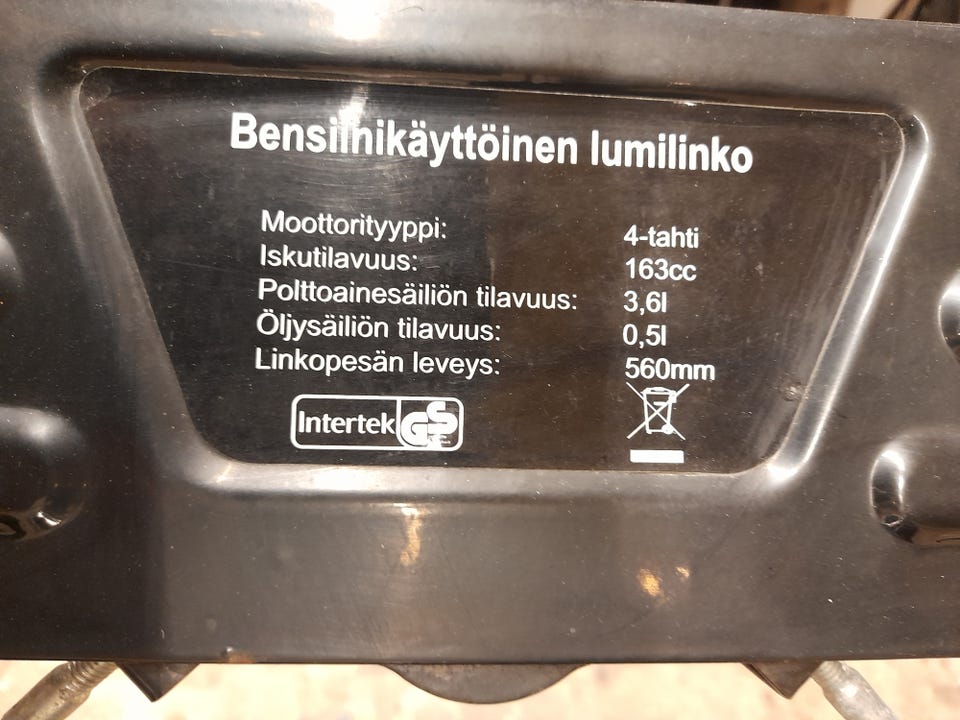 Bensiinikäyttöinen lumilinko
Moottorityyppi: 4-tahti
Iskutilavuus: 163cc
Polttoainesäiliön tilavuus: 3,6l
Öljysäiliön tilavuus: 0,5l
Linkopesän leveys: 560mm
Intertek GS